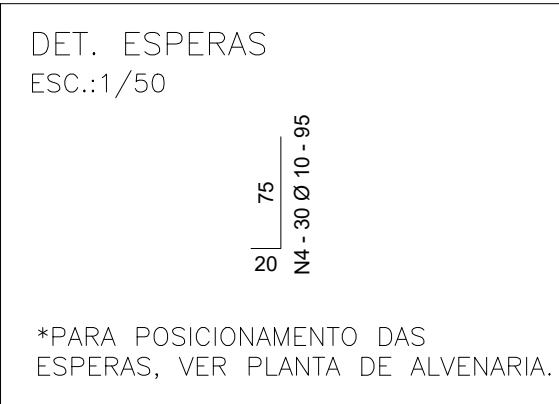 DET. ESPERAS
ESC.:1/50
75
N4 - 30 Ø 10 - 95
20
*PARA POSICIONAMENTO DAS
ESPERAS, VER PLANTA DE ALVENARIA.